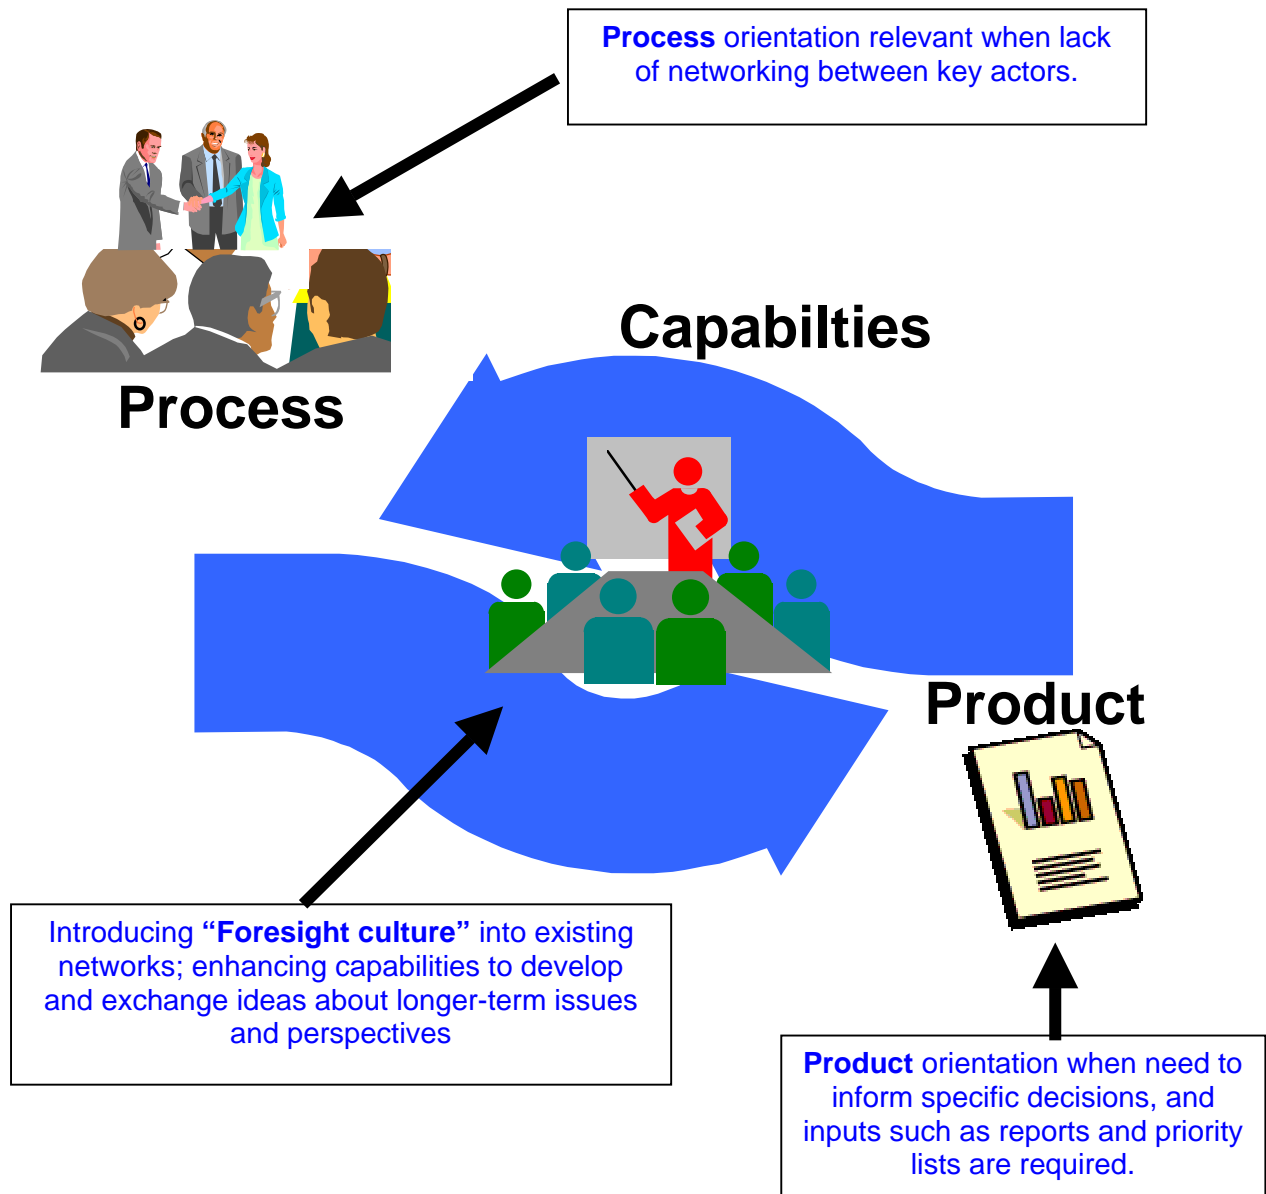 Process orientation relevant when lack
of networking between key actors.
Capabilties
Process
Product
Introducing “Foresight culture” into existing
networks; enhancing capabilities to develop
and exchange ideas about longer-term issues
and perspectives
Product orientation when need to
inform specific decisions, and
inputs such as reports and priority
lists are required.